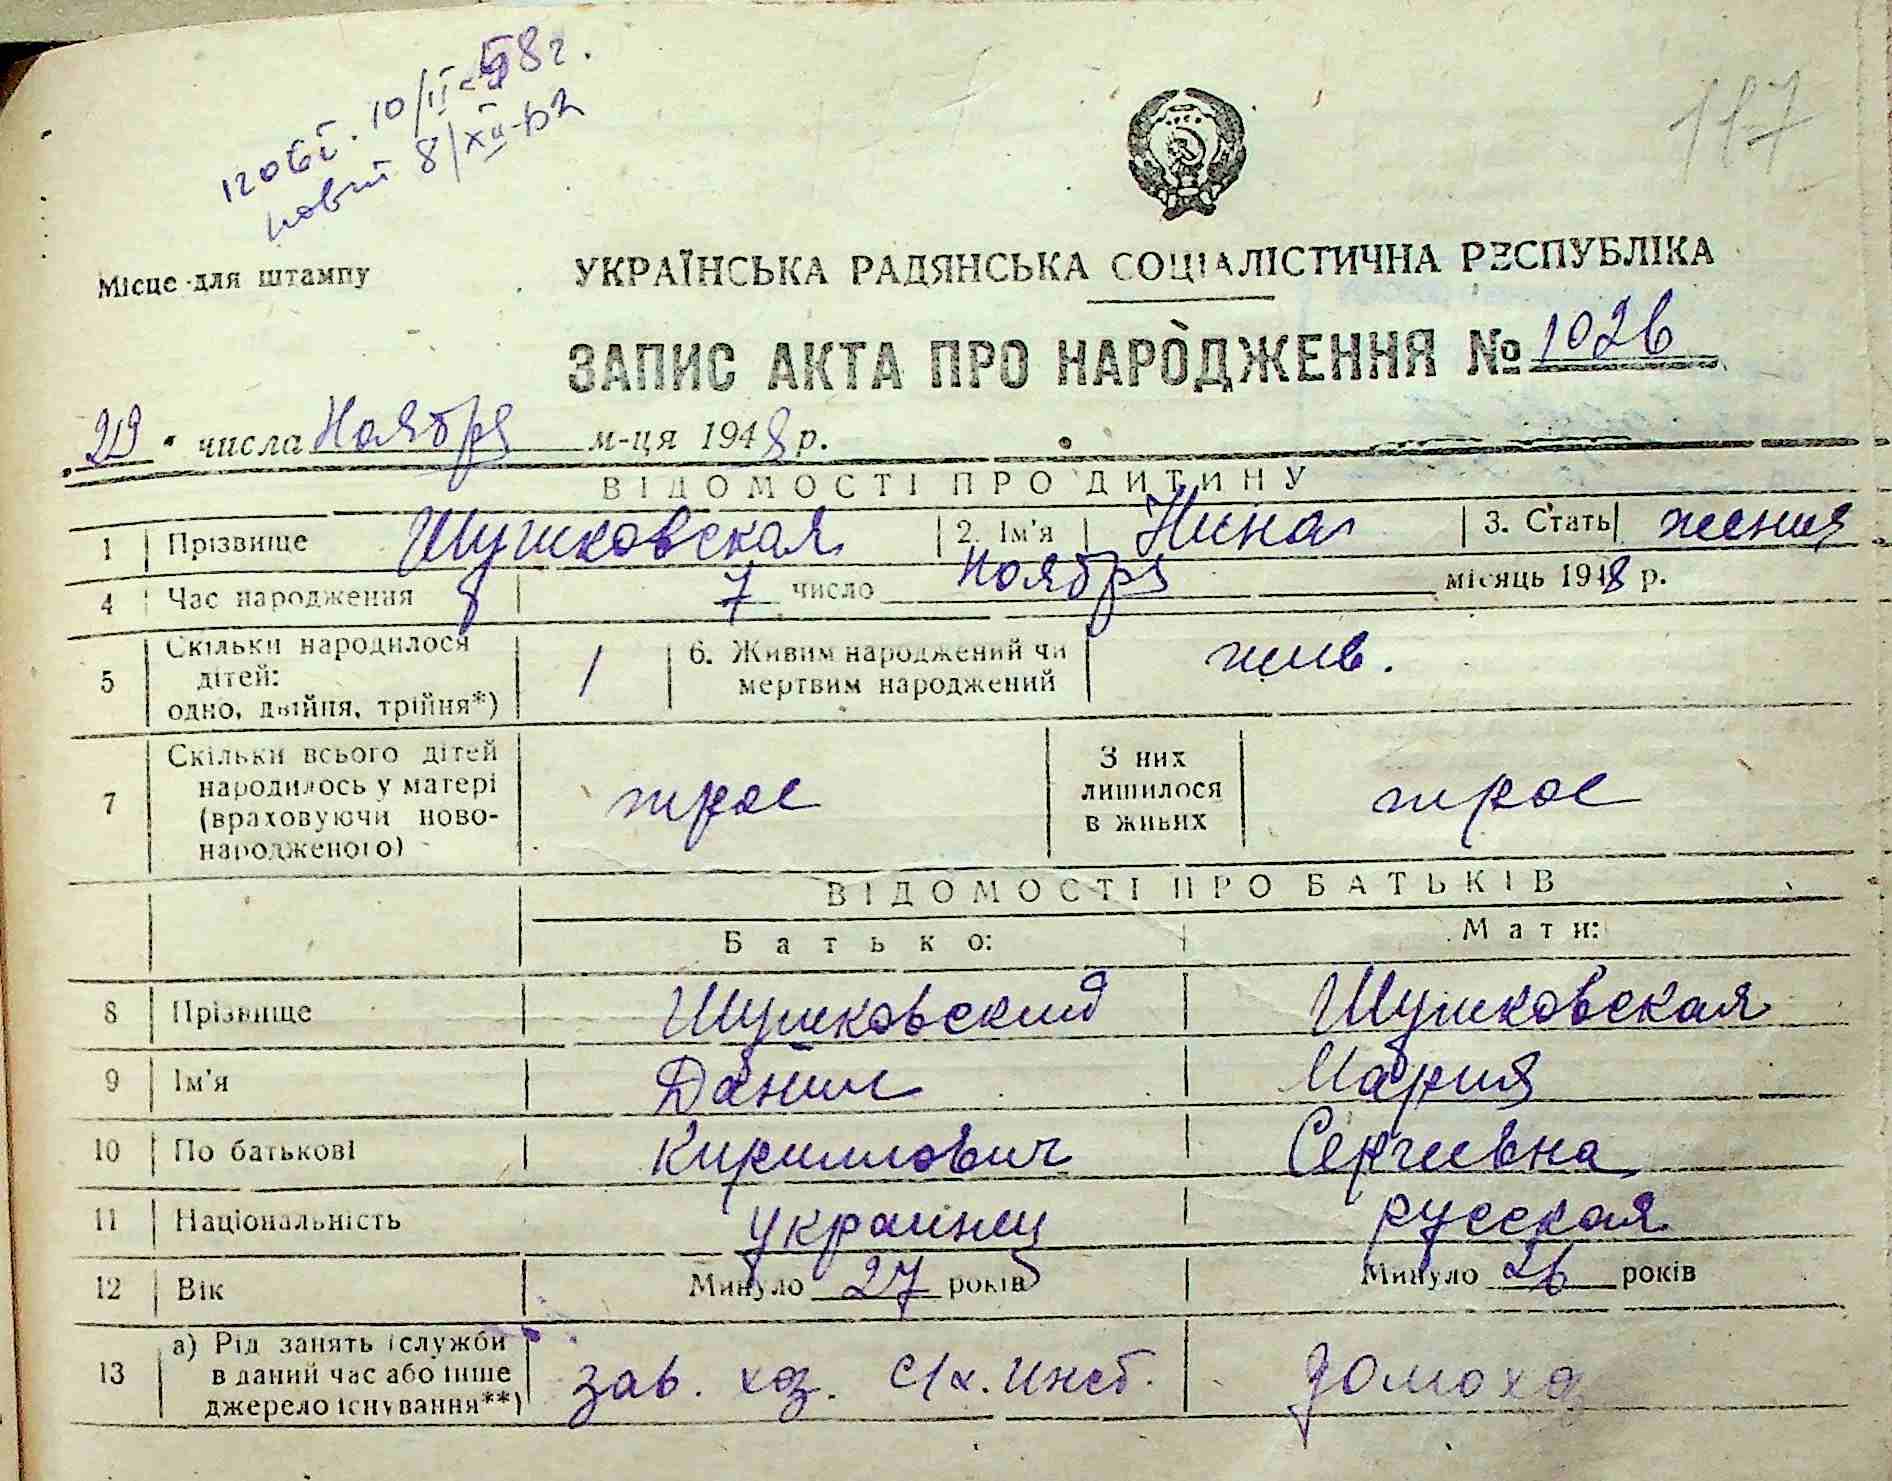 повт. 10/II-58г.
новый 8/XII-
117
Місце для штампу
УКРАЇНСЬКА РАДЯНСЬКА СОЦІАЛІСТИЧНА РЕСПУБЛІКА
ЗАПИС АКТА ПРО НАРОДЖЕННЯ № 1026
29 числа Ноября м-ця 1948 р.
ВІДОМОСТІ ПРО ДИТИНУ
1 Прізвище Шушковская 2. Ім'я Нина 3. Стать жения
4 Час народження 7 число Ноября місяць 1948 р.
5 Скільки народилося дітей: одно, двійня, трійня*) 1 6. Живим народжений чи мертвим народжений жив.
7 Скільки всього дітей народилось у матері (враховуючи новонародженого) трое З них лишилося в живих трое
ВІДОМОСТІ ПРО БАТЬКІВ
Батько: Мати:
8 Прізвище Шушковский Шушковская
9 Ім'я Данил Мария
10 По батькові Кириллович Сергеевна
11 Національність украинец русская
12 Вік Минуло 27 років Минуло 26 років
13 а) Рід занять (служби в даний час або інше джерело існування**) зав. хоз. С/х. Инст. домохоз